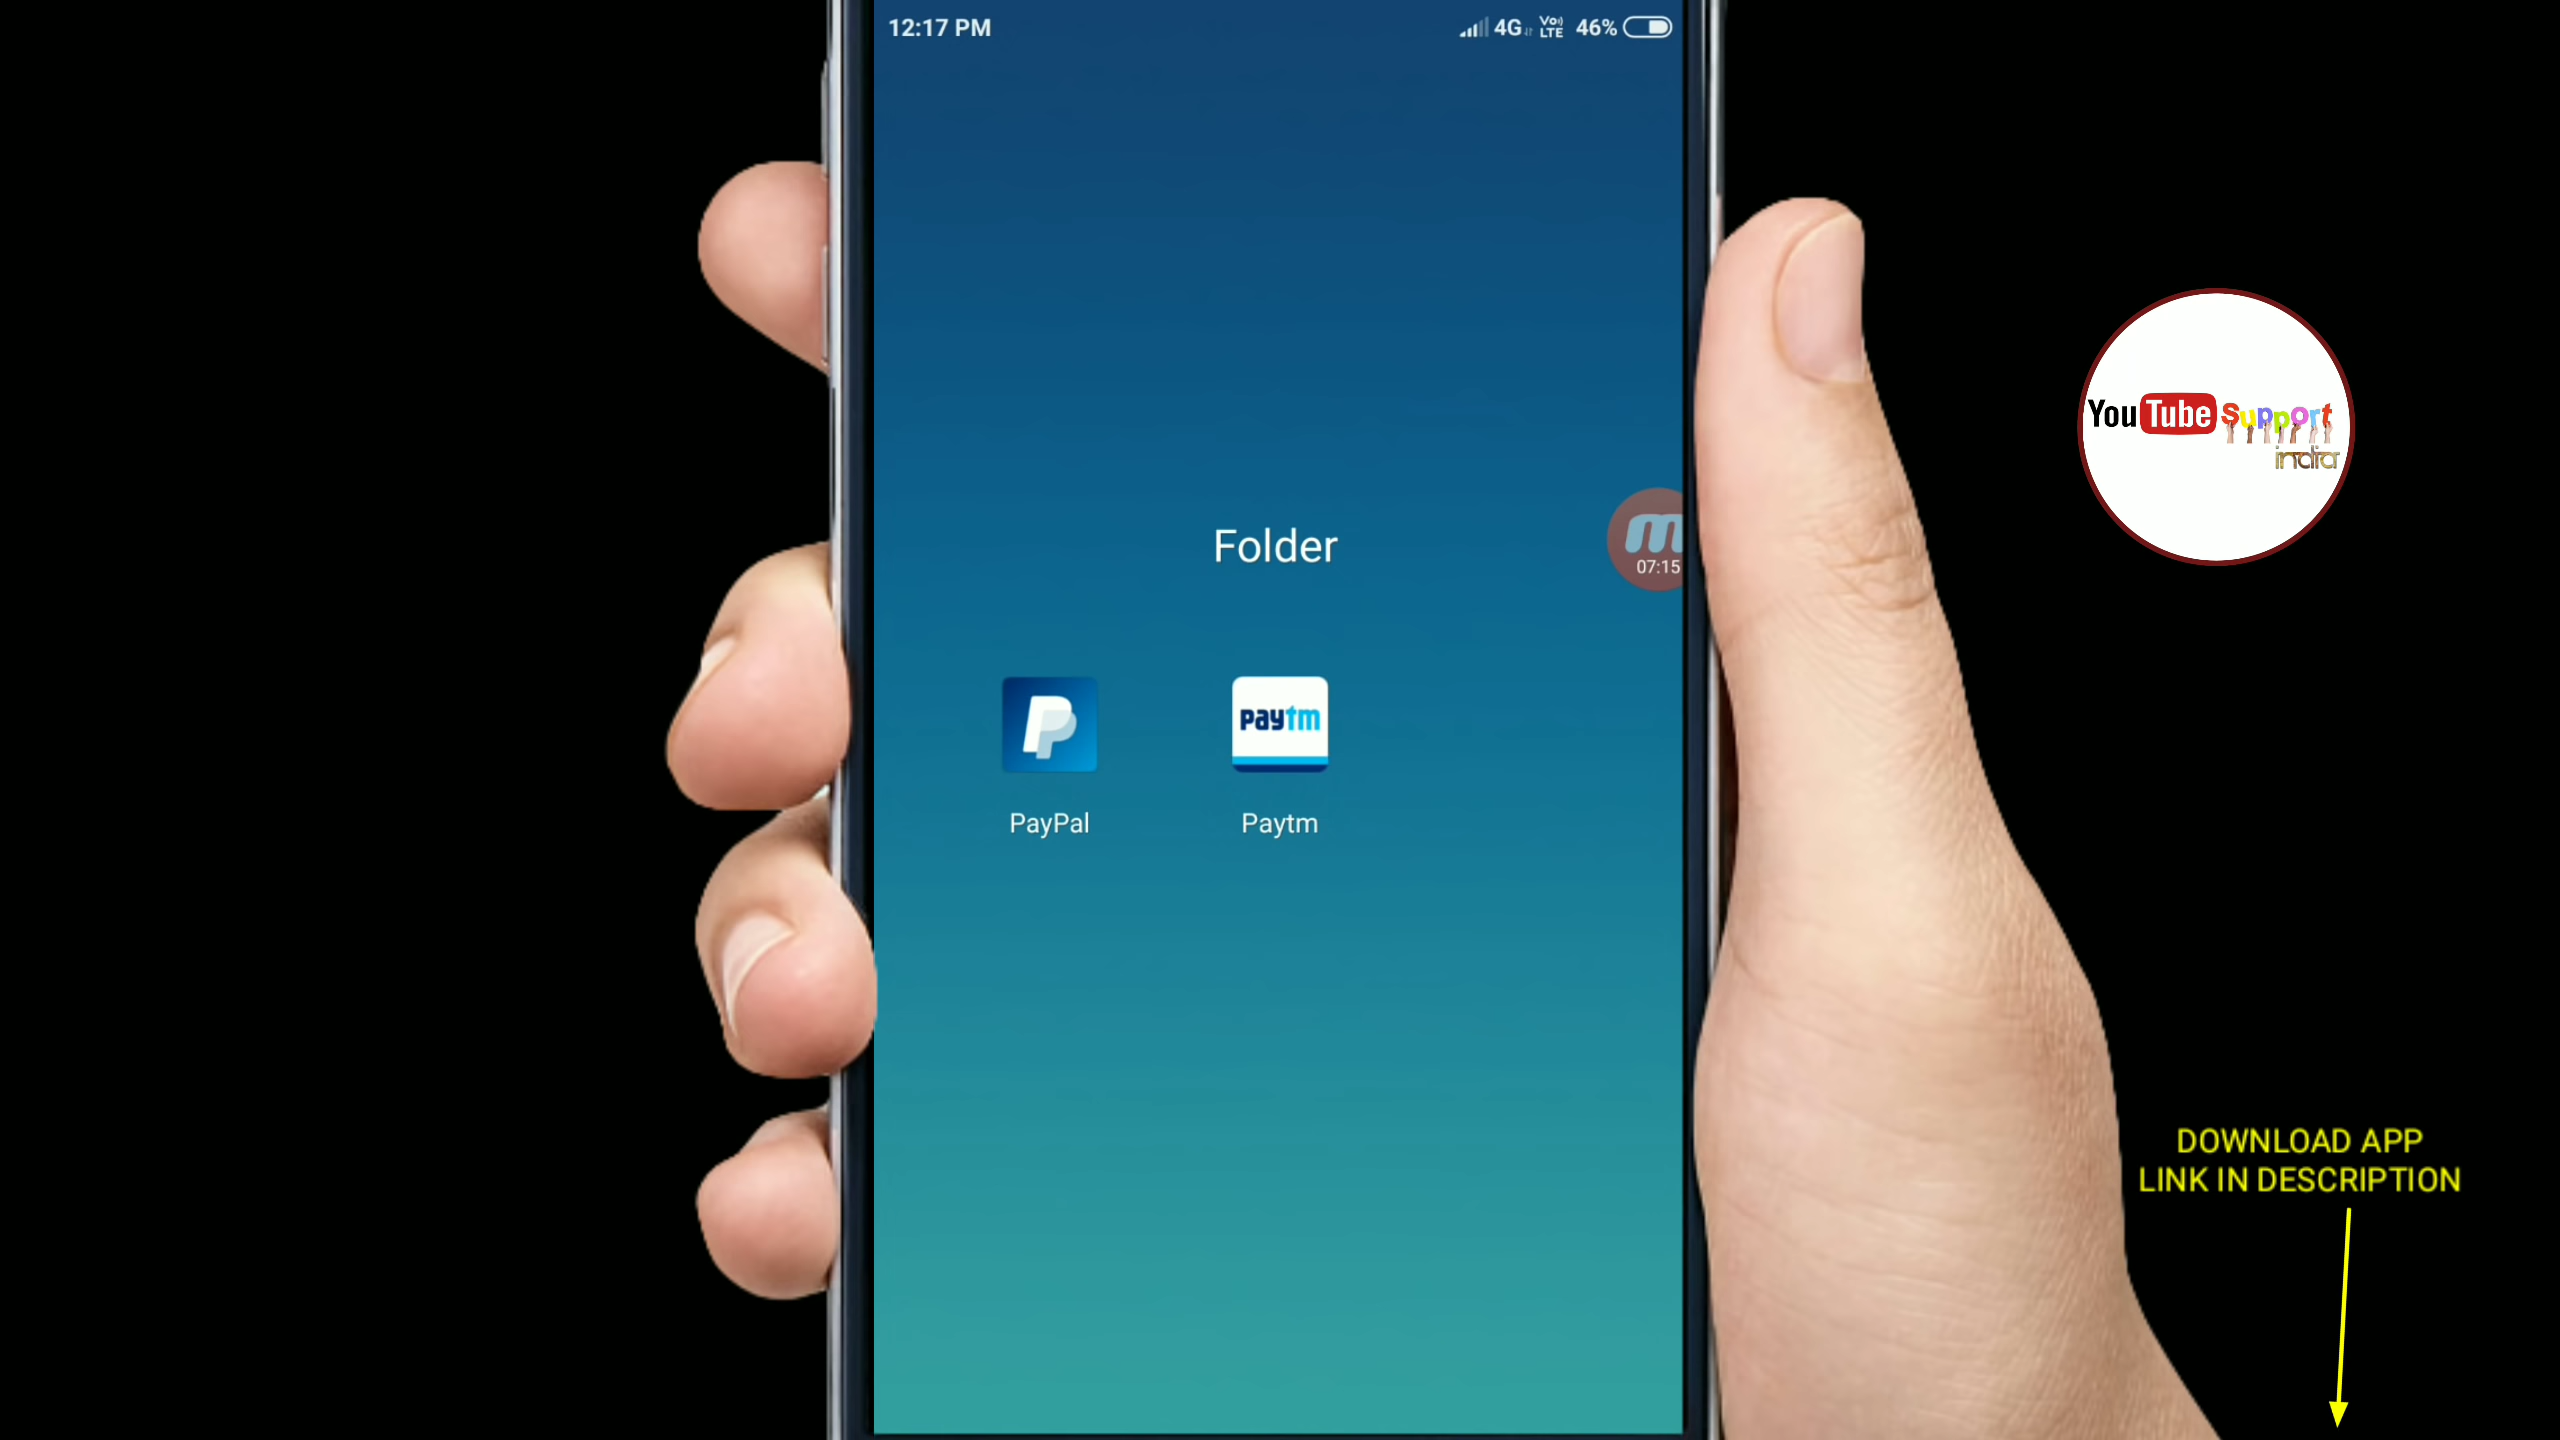 12:17 PM
4G VoLTE 46%
Folder
m
07:15
paytm
PayPal
Paytm
YouTube Support
india
DOWNLOAD APP
LINK IN DESCRIPTION